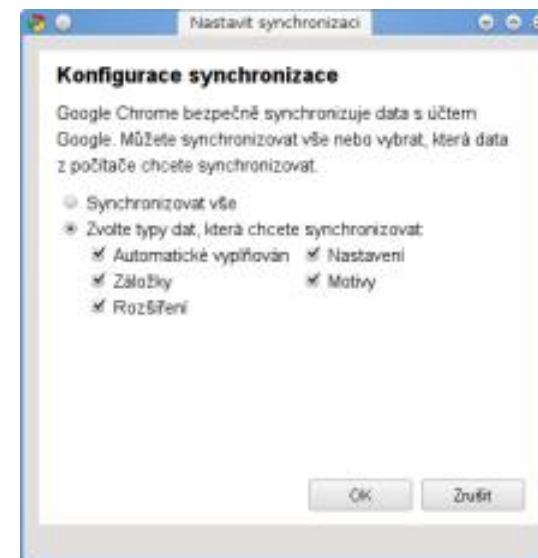 Nastavit synchronizaci
Konfigurace synchronizace
Google Chrome bezpečně synchronizuje data s účtem
Google. Můžete synchronizovat vše nebo vybrat, která data
z počítače chcete synchronizovat.
Synchronizovat vše
Zvolte typy dat, která chcete synchronizovat:
Automatické vyplňován Nastavení
Záložky Motivy
Rozšíření
OK Zrušit